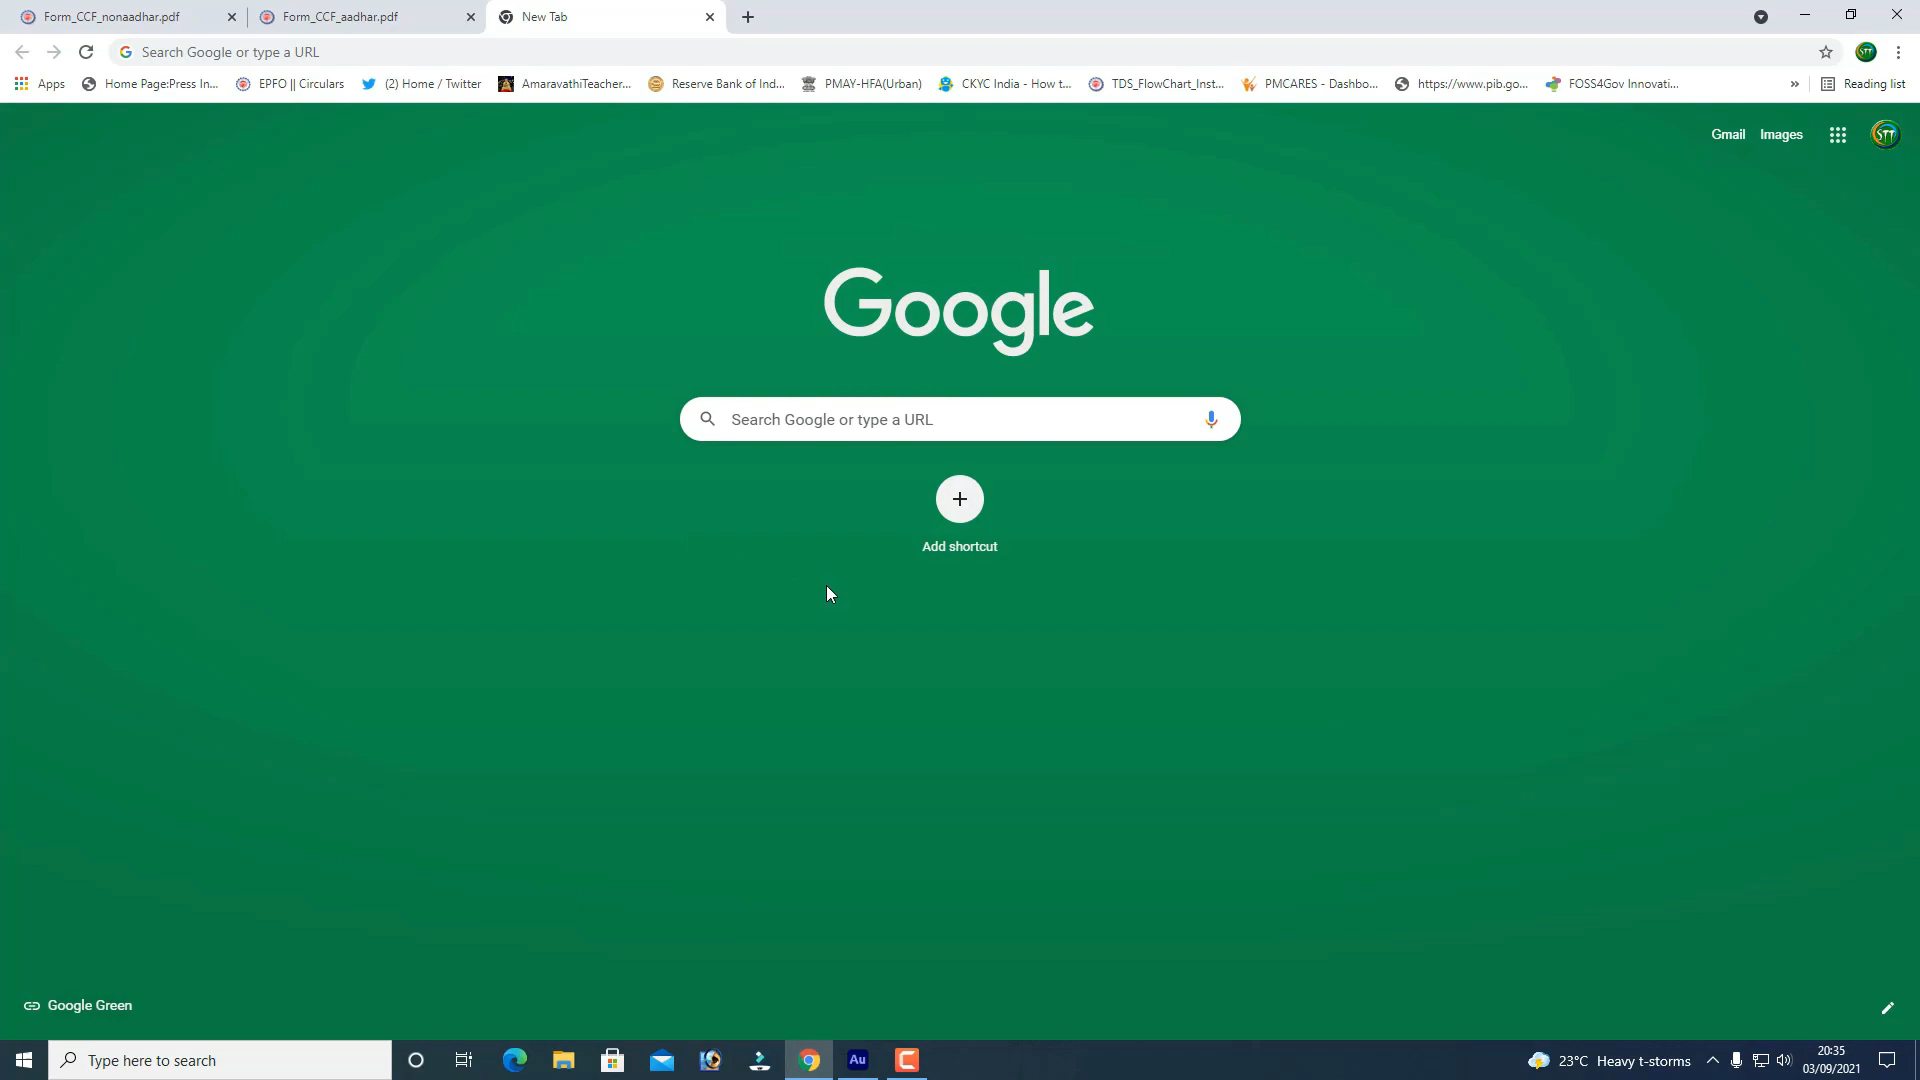 Form_CCF_nonaadhar.pdf
Form_CCF_aadhar.pdf
New Tab
Search Google or type a URL
Apps
Home Page:Press In...
EPFO || Circulars
(2) Home / Twitter
AmaravathiTeacher...
Reserve Bank of Ind...
PMAY-HFA(Urban)
CKYC India - How t...
TDS_FlowChart_Inst...
PMCARES - Dashbo...
https://www.pib.go...
FOSS4Gov Innovati...
»
Reading list
Gmail
Images
STT
Google
Search Google or type a URL
Add shortcut
Google Green
Type here to search
Au
23°C Heavy t-storms
20:35
03/09/2021